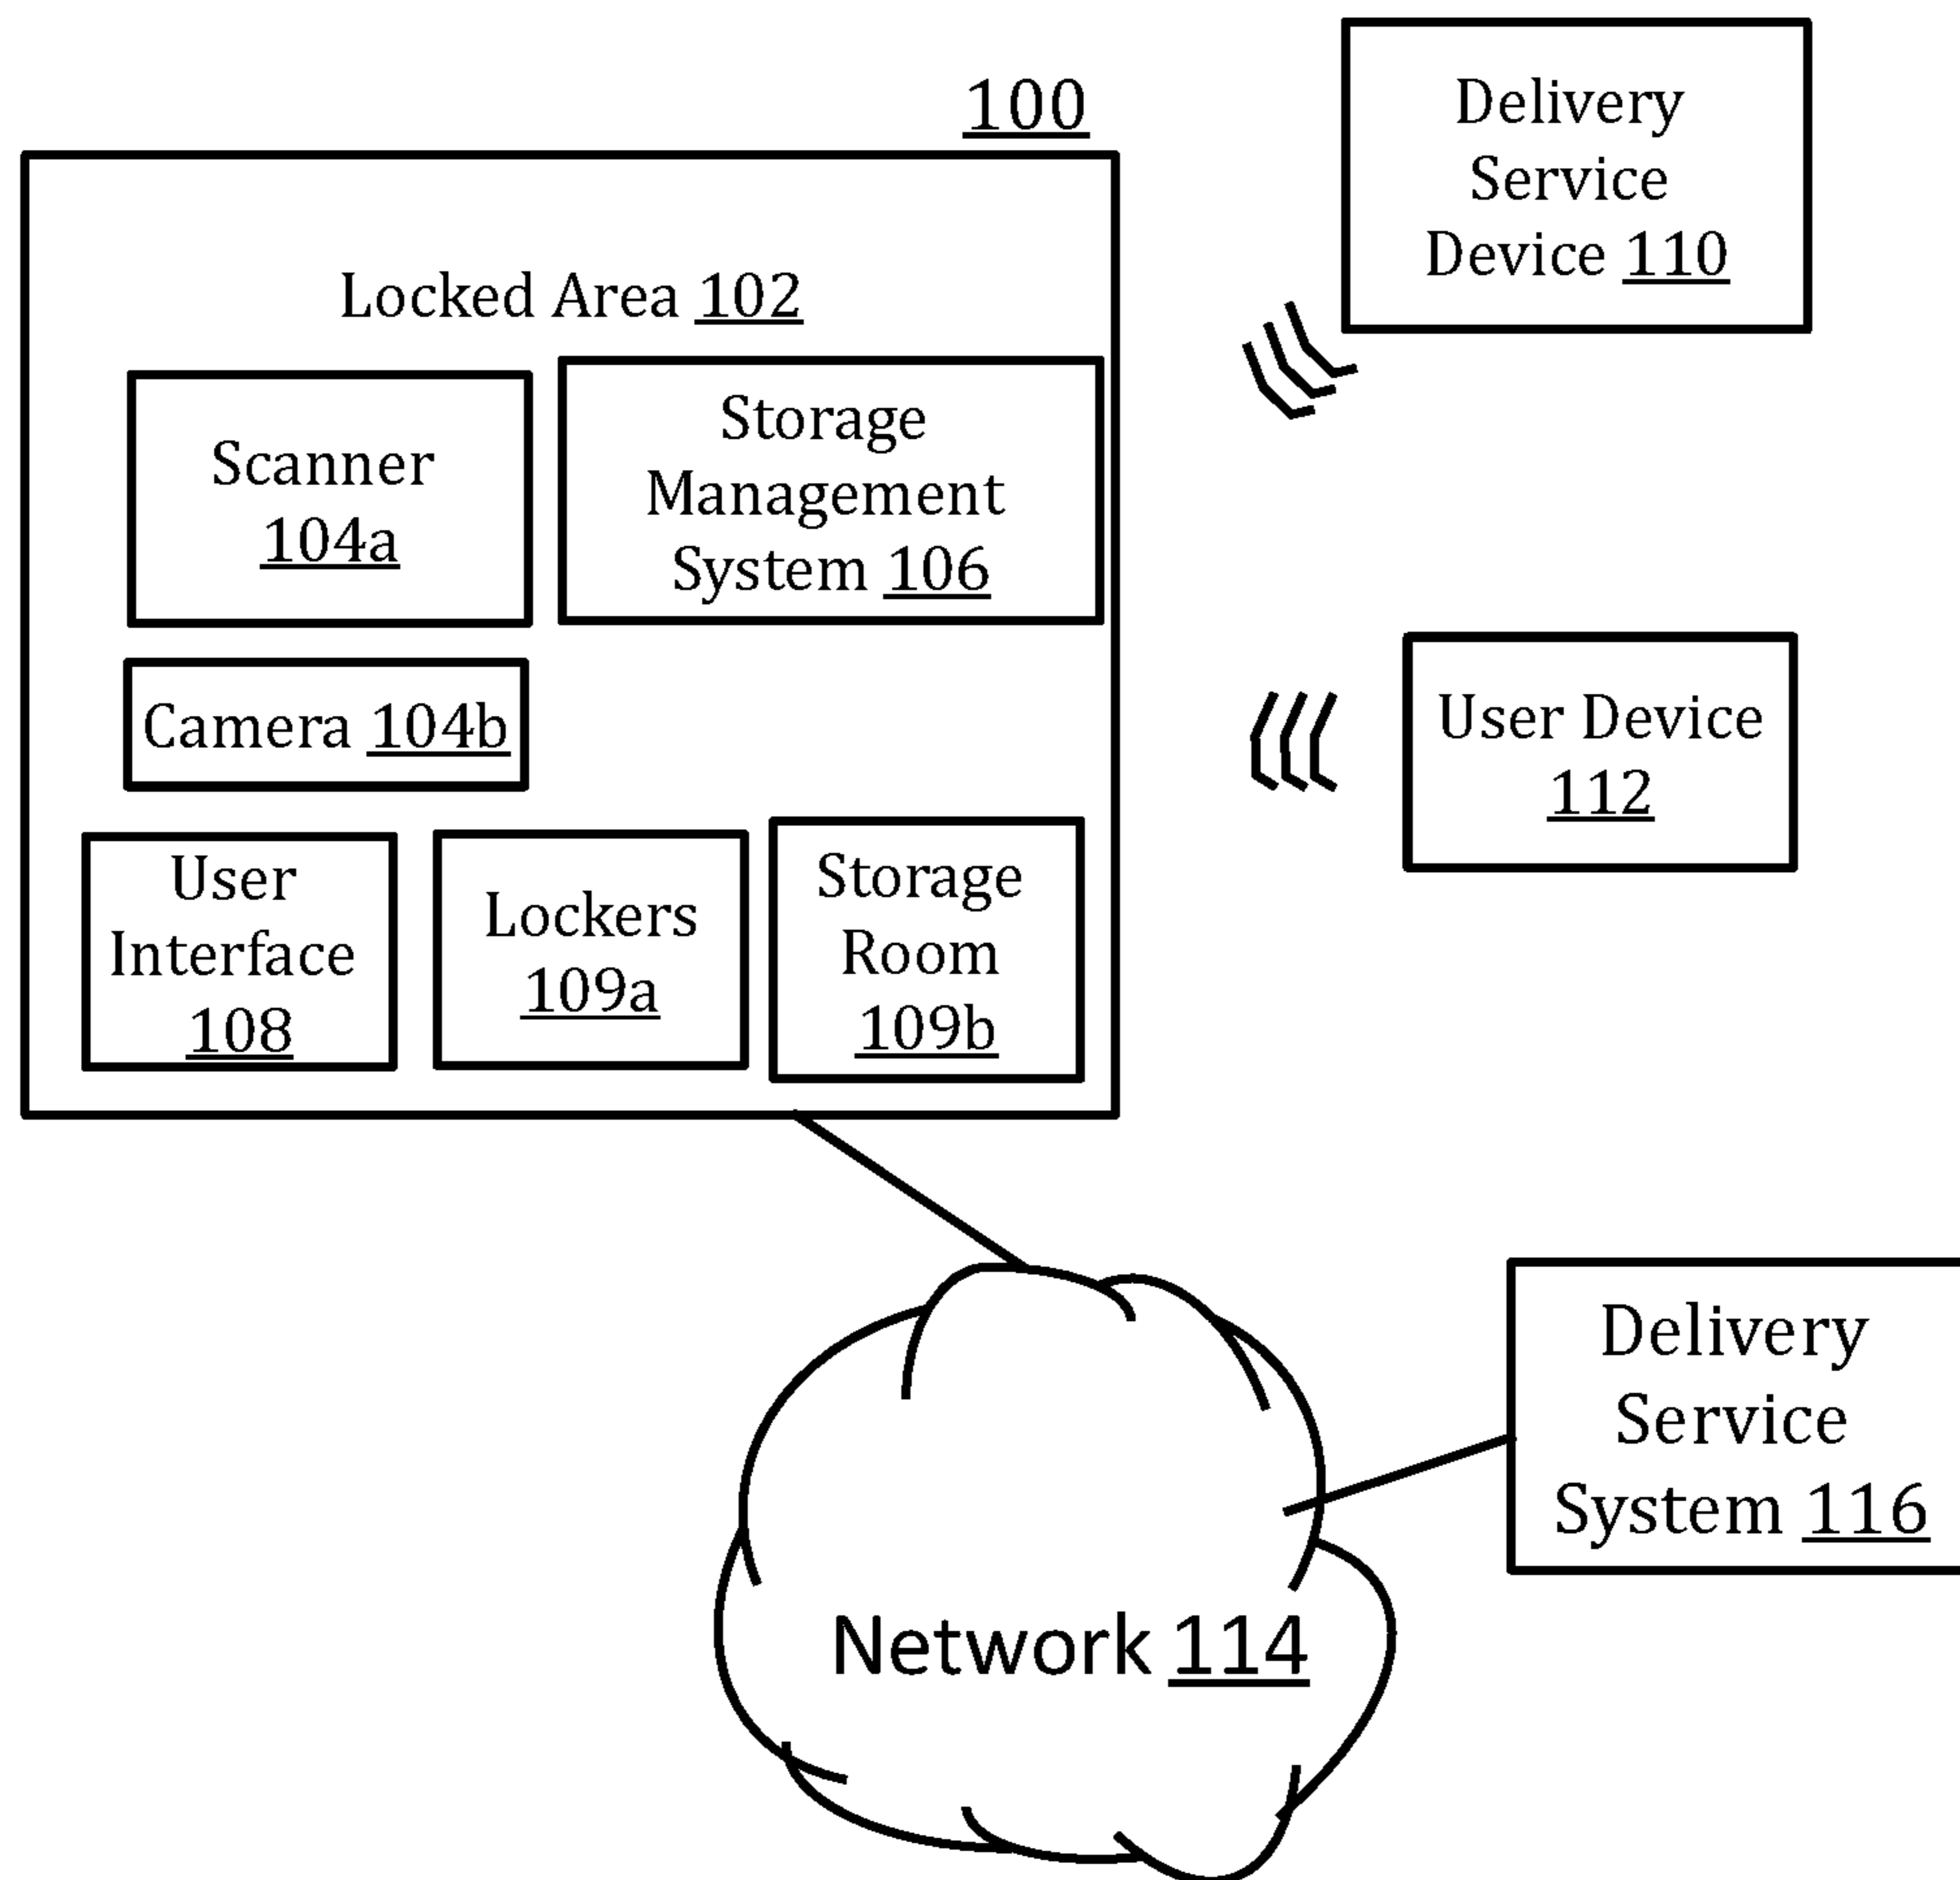 100
Delivery
Service
Device 110
Locked Area 102
Scanner
104a
Storage
Management
System 106
Camera 104b
User Device
112
User
Interface
108
Lockers
109a
Storage
Room
109b
Delivery
Service
System 116
Network 114